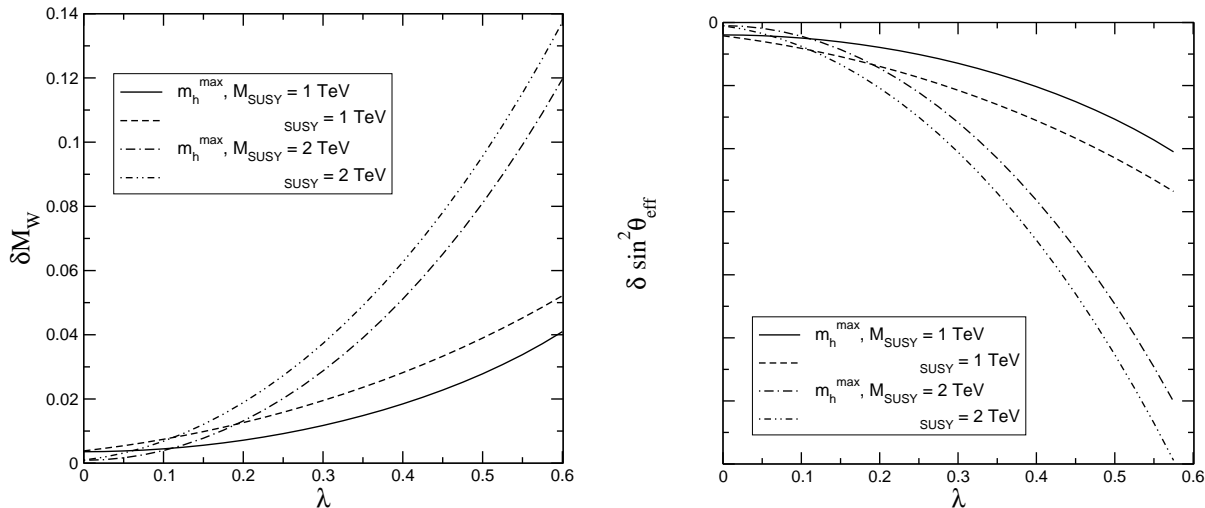 0.14
0.12
0.1
0.08
0.06
0.04
0.02
0
δM_W
m_h^max, M_SUSY = 1 TeV
SUSY = 1 TeV
m_h^max, M_SUSY = 2 TeV
SUSY = 2 TeV
0 0.1 0.2 0.3 0.4 0.5 0.6
λ
0
δ sin²θ_eff
m_h^max, M_SUSY = 1 TeV
SUSY = 1 TeV
m_h^max, M_SUSY = 2 TeV
SUSY = 2 TeV
0 0.1 0.2 0.3 0.4 0.5 0.6
λ